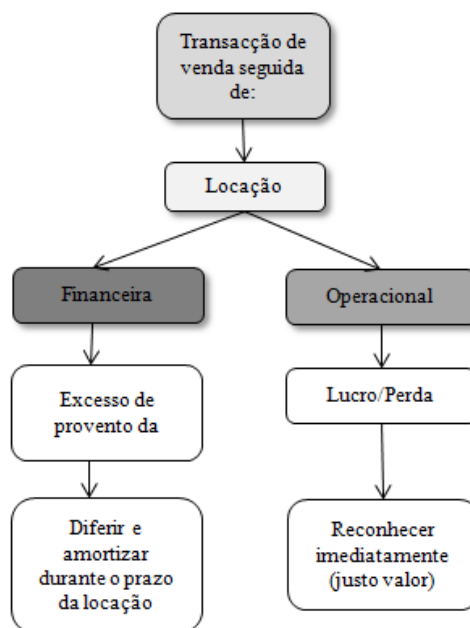 Transacção de
venda seguida
de:
Locação
Financeira
Operacional
Excesso de
provento da
Lucro/Perda
Diferir e
amortizar
durante o prazo
da locação
Reconhecer
imediatamente
(justo valor)